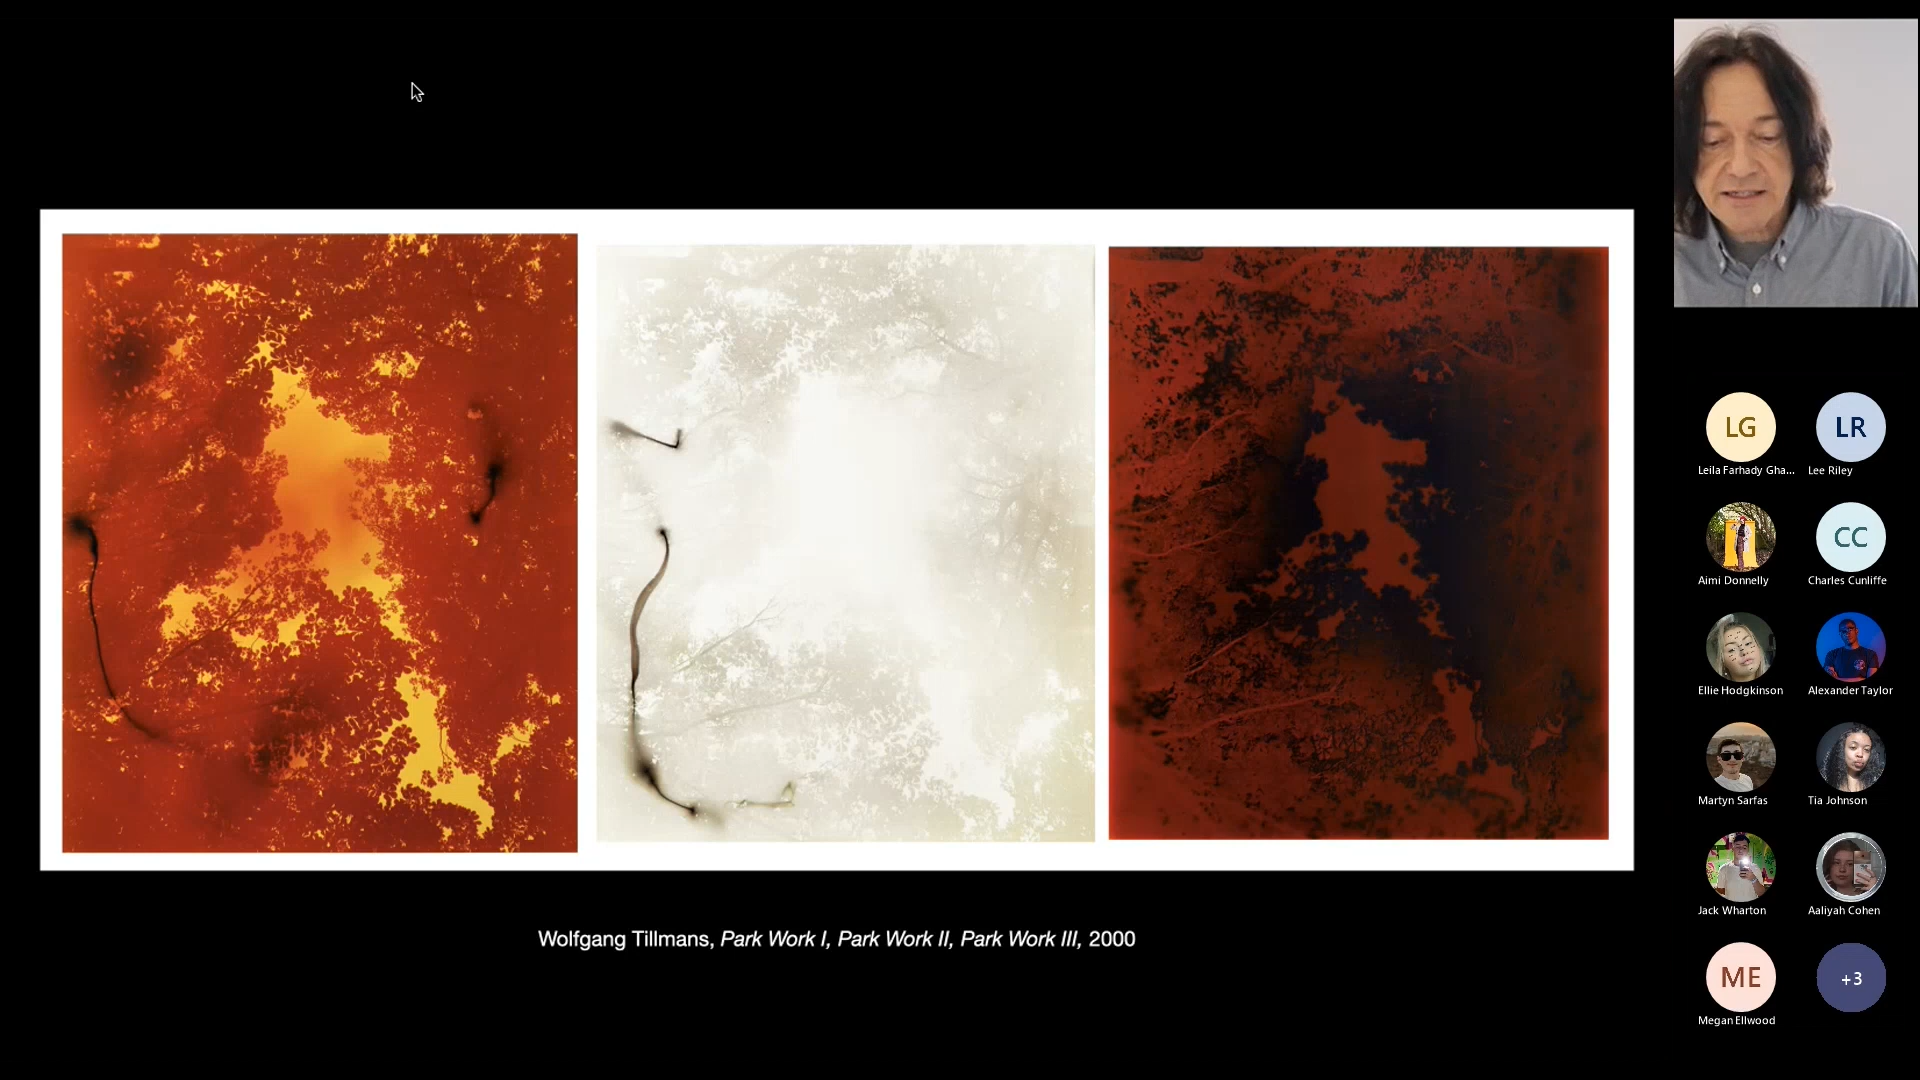 LG
LR
Leila Farhady Gha...
Lee Riley
CC
Aimi Donnelly
Charles Cunliffe
Ellie Hodgkinson
Alexander Taylor
Martyn Sarfas
Tia Johnson
Jack Wharton
Aaliyah Cohen
Wolfgang Tillmans, Park Work I, Park Work II, Park Work III, 2000
ME
+3
Megan Ellwood